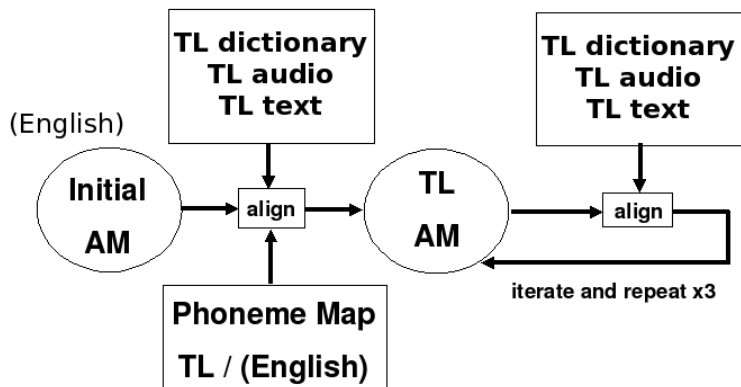 TL dictionary
TL audio
TL text
TL dictionary
TL audio
TL text
(English)
Initial
AM
align
TL
AM
align
iterate and repeat x3
Phoneme Map
TL / (English)